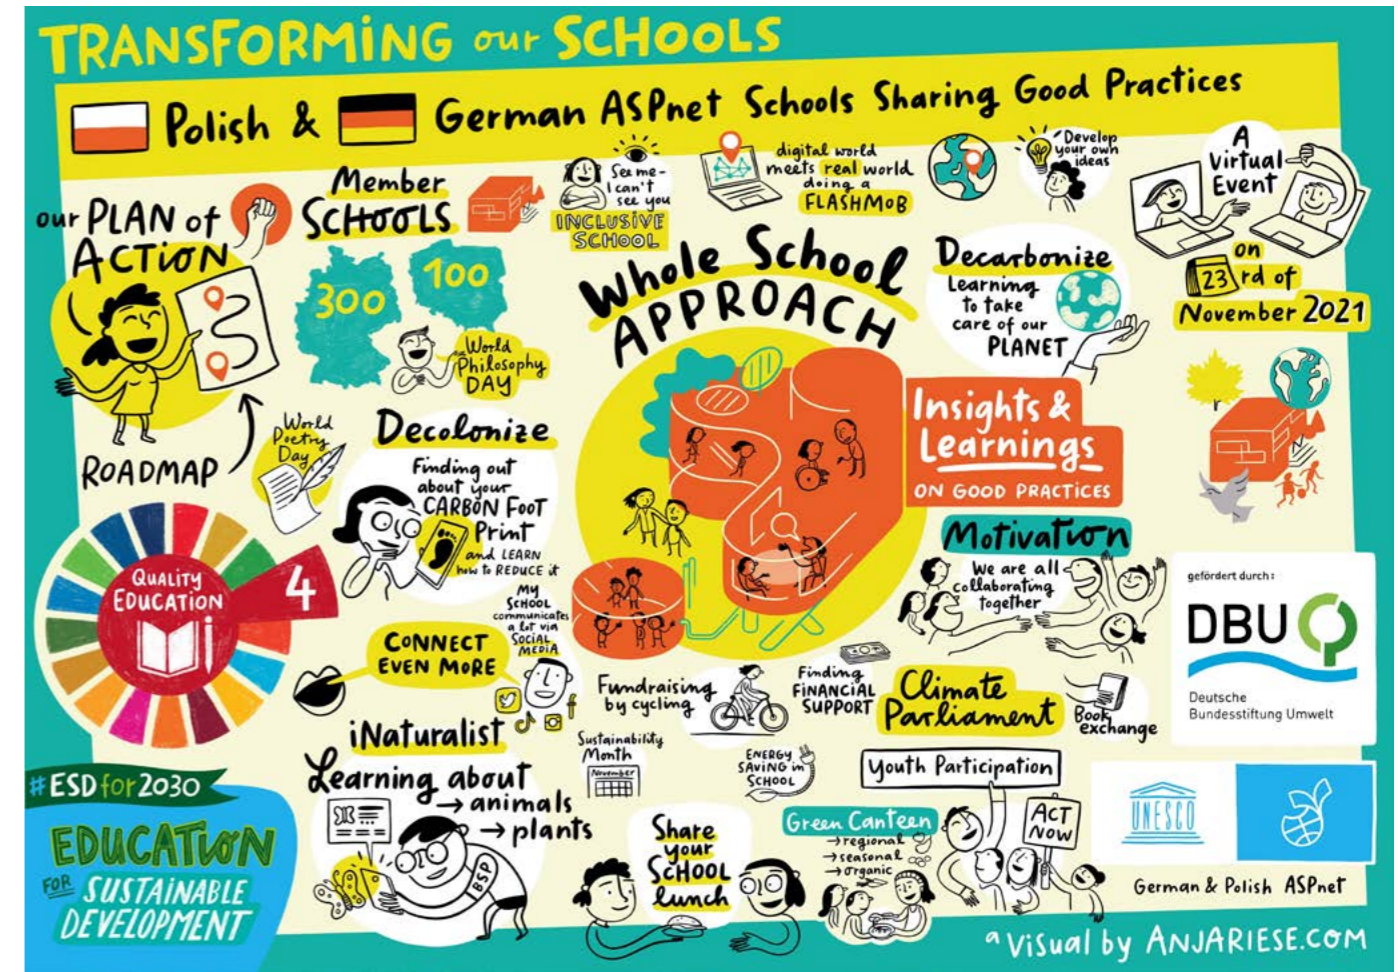 TRANSFORMING our SCHOOLS
Polish & German ASPnet Schools Sharing Good Practices
our PLAN of
ACTION
ROADMAP
Member
SCHOOLS
300
100
World
Philosophy
DAY
See me -
I can't
see you
INCLUSIVE
SCHOOL
digital world
meets real world
doing a
FLASHMOB
Develop
your own
ideas
A
Virtual
Event
on
23rd of
November 2021
Whole School
APPROACH
Decarbonize
Learning
to take
care of our
PLANET
World
Poetry
Day
Decolonize
Finding out
about your
CARBON FOOT
Print
and LEARN
how to REDUCE it
Insights &
Learnings
ON GOOD PRACTICES
QUALITY
EDUCATION
4
MY
SCHOOL
communicates
a lot via
SOCIAL
MEDIA
CONNECT
EVEN MORE
Motivation
We are all
collaborating
together
gefördert durch:
DBU
Deutsche
Bundesstiftung Umwelt
Fundraising
by cycling
Finding
FINANCIAL
SUPPORT
Climate
Parliament
Book
exchange
iNaturalist
Learning about
→ animals
→ plants
IBSP
Sustainability
Month
November
ENERGY
SAVING in
SCHOOL
Youth Participation
ACT
NOW
Share
your
SCHOOL
lunch
Green Canteen
→ regional
→ seasonal
→ organic
#ESD for 2030
EDUCATION
FOR SUSTAINABLE
DEVELOPMENT
UNESCO
German & Polish ASPnet
a visual by ANJARIESE.COM